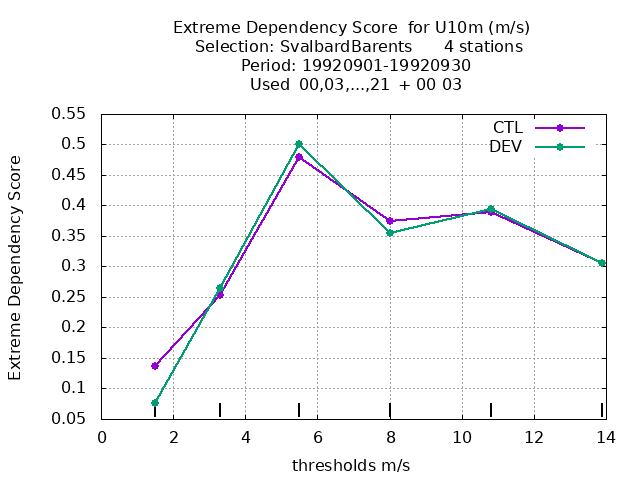 Extreme Dependency Score  for U10m (m/s)
Selection: SvalbardBarents      4 stations
Period: 19920901-19920930
Used  00,03,...,21  + 00 03
CTL
DEV
Extreme Dependency Score
0.55
0.5
0.45
0.4
0.35
0.3
0.25
0.2
0.15
0.1
0.05
0 2 4 6 8 10 12 14
thresholds m/s